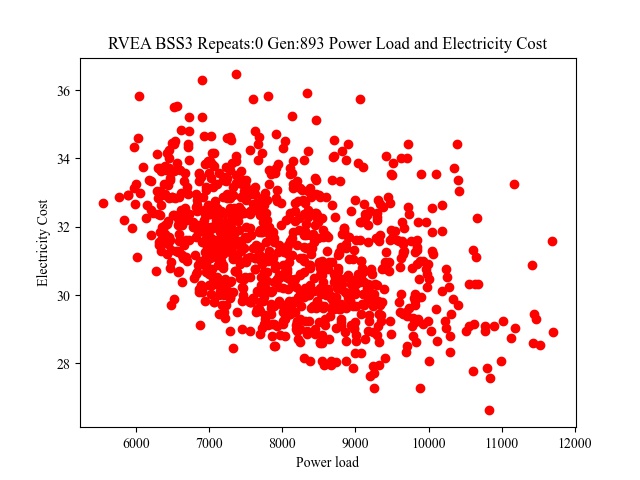 RVEA BSS3 Repeats:0 Gen:893 Power Load and Electricity Cost
36
34
32
30
28
Electricity Cost
6000 7000 8000 9000 10000 11000 12000
Power load